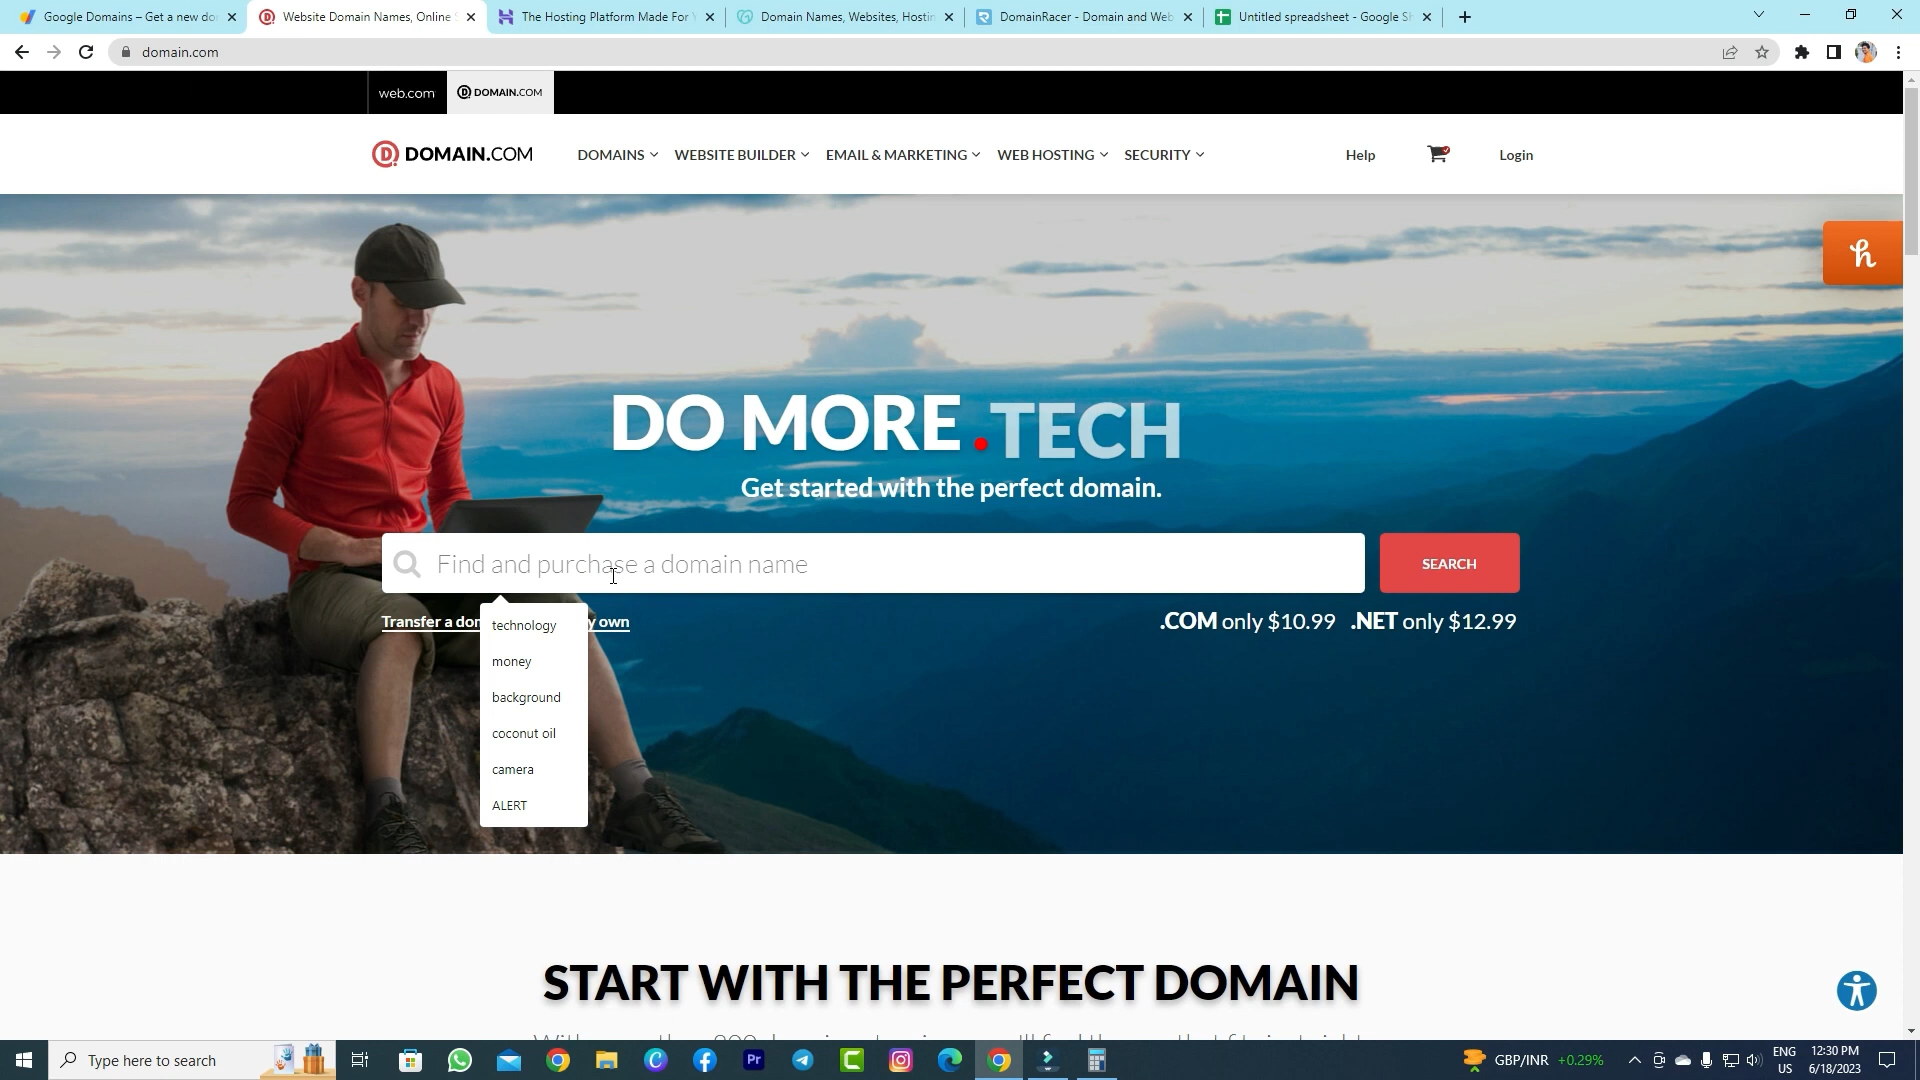 Google Domains – Get a new do
Website Domain Names, Online
The Hosting Platform Made For
Domain Names, Websites, Hostin
DomainRacer - Domain and Web
Untitled spreadsheet - Google Sh
domain.com
web.com
DOMAIN.COM
DOMAIN.COM
DOMAINS
WEBSITE BUILDER
EMAIL & MARKETING
WEB HOSTING
SECURITY
Help
Login
DO MORE .TECH
Get started with the perfect domain.
Find and purchase a domain name
SEARCH
Transfer a dom y own
.COM only $10.99 .NET only $12.99
technology
money
background
coconut oil
camera
ALERT
START WITH THE PERFECT DOMAIN
Type here to search
GBP/INR +0.29%
ENG
US
12:30 PM
6/18/2023